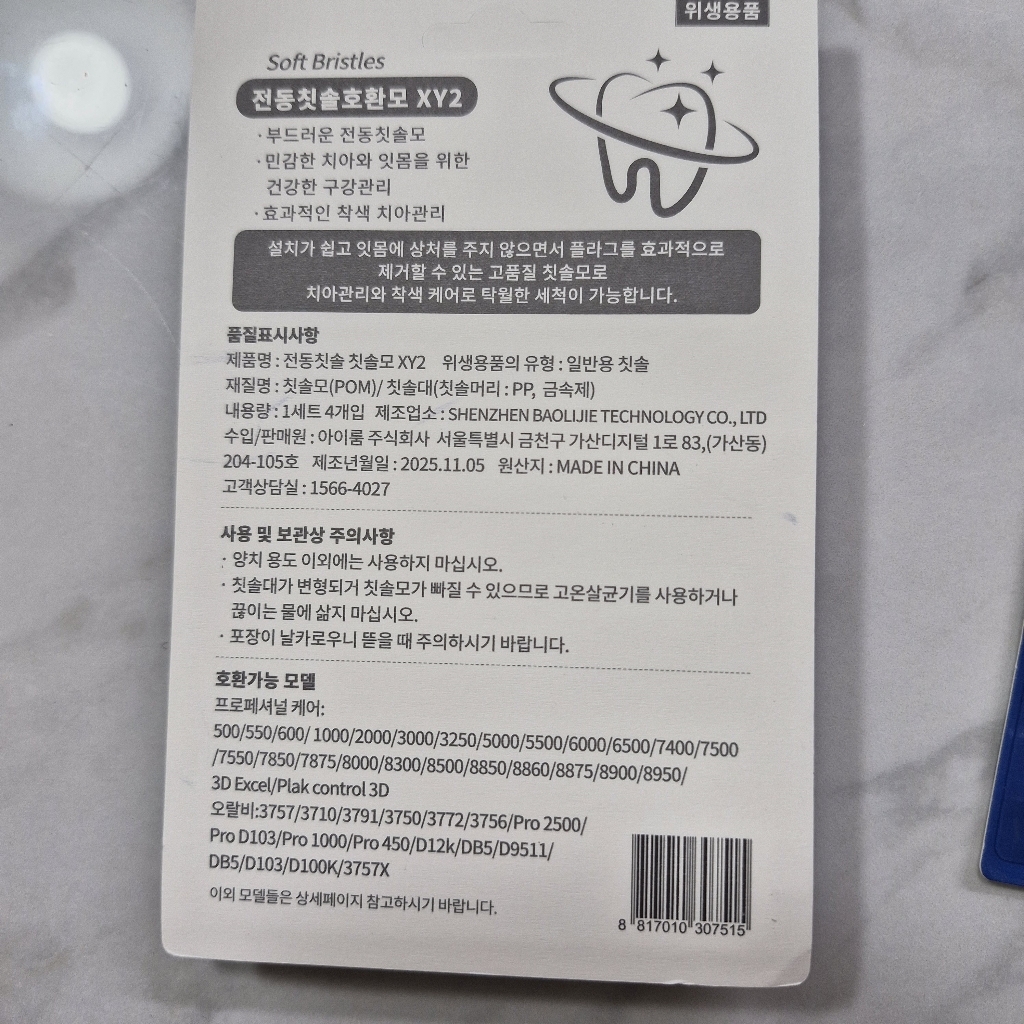 위생용품
Soft Bristles
전동칫솔호환모 XY2
·부드러운 전동칫솔모
·민감한 치아와 잇몸을 위한
건강한 구강관리
·효과적인 착색 치아관리
설치가 쉽고 잇몸에 상처를 주지 않으면서 플라그를 효과적으로
제거할 수 있는 고품질 칫솔모로
치아관리와 착색 케어로 탁월한 세척이 가능합니다.
품질표시사항
제품명 : 전동칫솔 칫솔모 XY2 위생용품의 유형 : 일반용 칫솔
재질명 : 칫솔모(POM)/ 칫솔대(칫솔머리 : PP, 금속제)
내용량 : 1세트 4개입 제조업소 : SHENZHEN BAOLIJIE TECHNOLOGY CO., LTD
수입/판매원 : 아이룸 주식회사 서울특별시 금천구 가산디지털 1로 83,(가산동)
204-105호 제조년월일 : 2025.11.05 원산지 : MADE IN CHINA
고객상담실 : 1566-4027
사용 및 보관상 주의사항
· 양치 용도 이외에는 사용하지 마십시오.
· 칫솔대가 변형되거 칫솔모가 빠질 수 있으므로 고온살균기를 사용하거나
끊이는 물에 삶지 마십시오.
· 포장이 날카로우니 뜯을 때 주의하시기 바랍니다.
호환가능 모델
프로페셔널 케어:
500/550/600/ 1000/2000/3000/3250/5000/5500/6000/6500/7400/7500
/7550/7850/7875/8000/8300/8500/8850/8860/8875/8900/8950/
3D Excel/Plak control 3D
오랄비:3757/3710/3791/3750/3772/3756/Pro 2500/
Pro D103/Pro 1000/Pro 450/D12k/DB5/D9511/
DB5/D103/D100K/3757X
이외 모델들은 상세페이지 참고하시기 바랍니다.
8 817010 307515